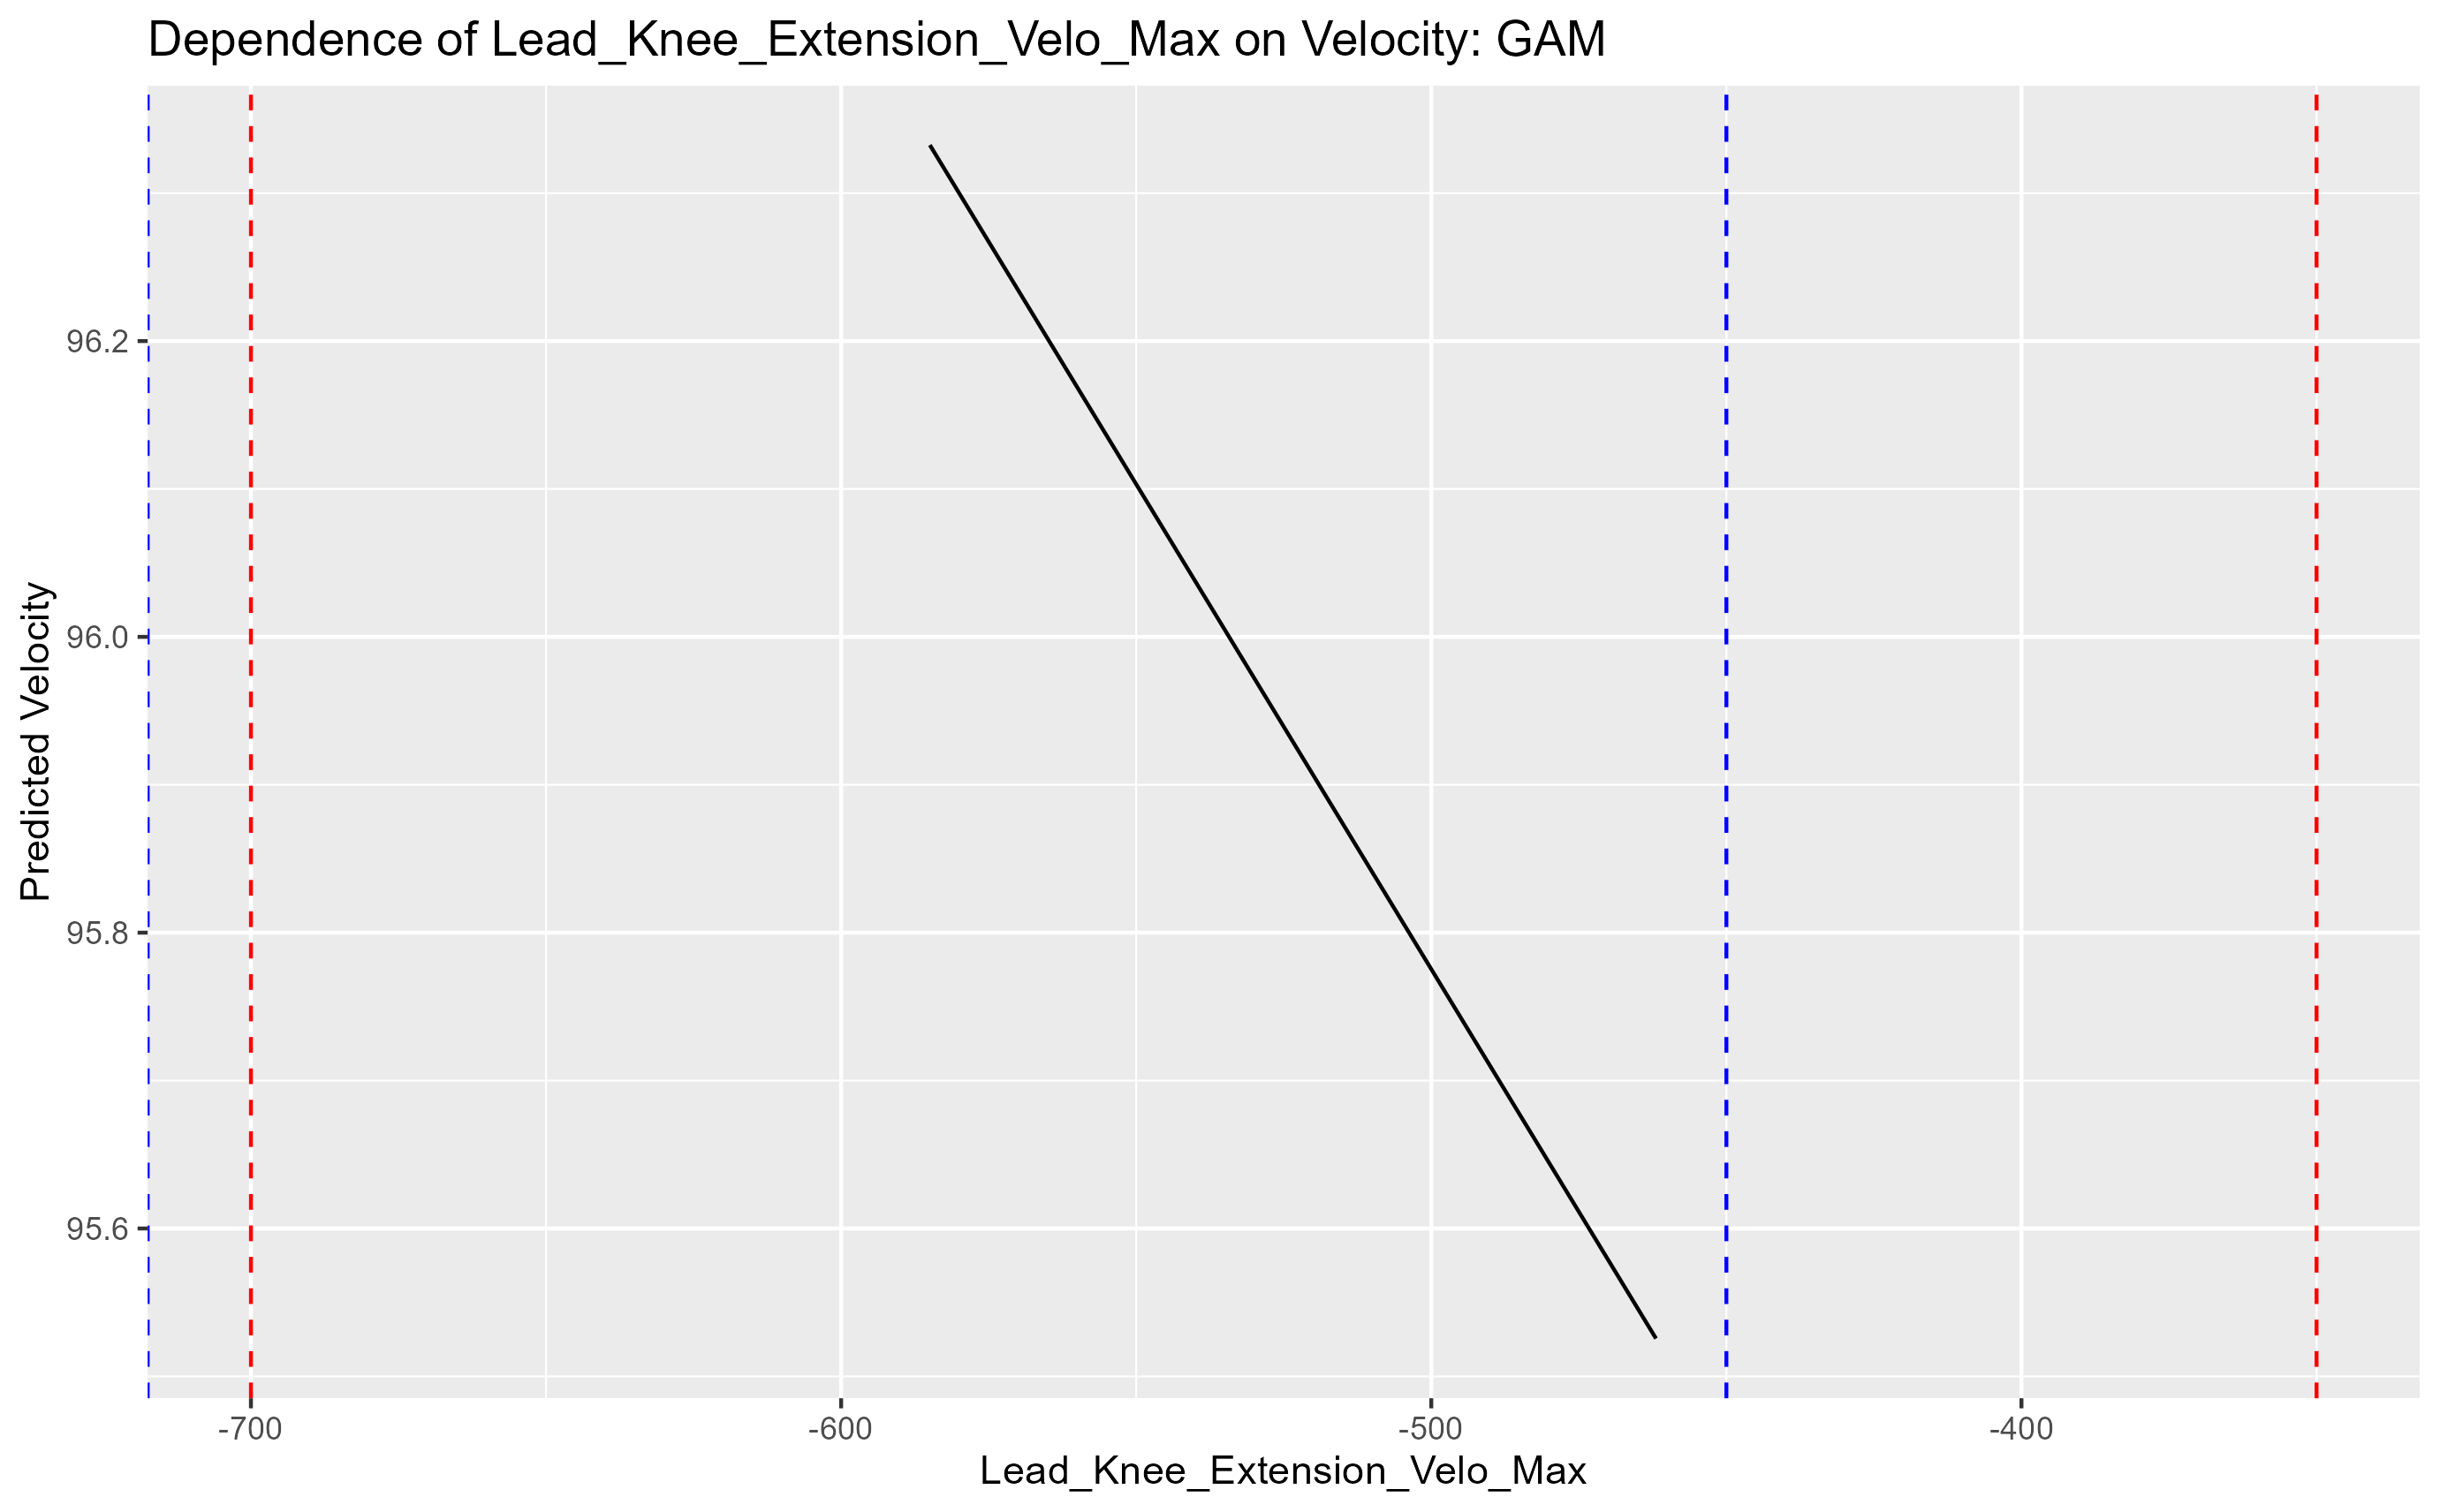 Dependence of Lead_Knee_Extension_Velo_Max on Velocity: GAM
Predicted Velocity
96.2
96.0
95.8
95.6
-700
-600
-500
-400
Lead_Knee_Extension_Velo_Max